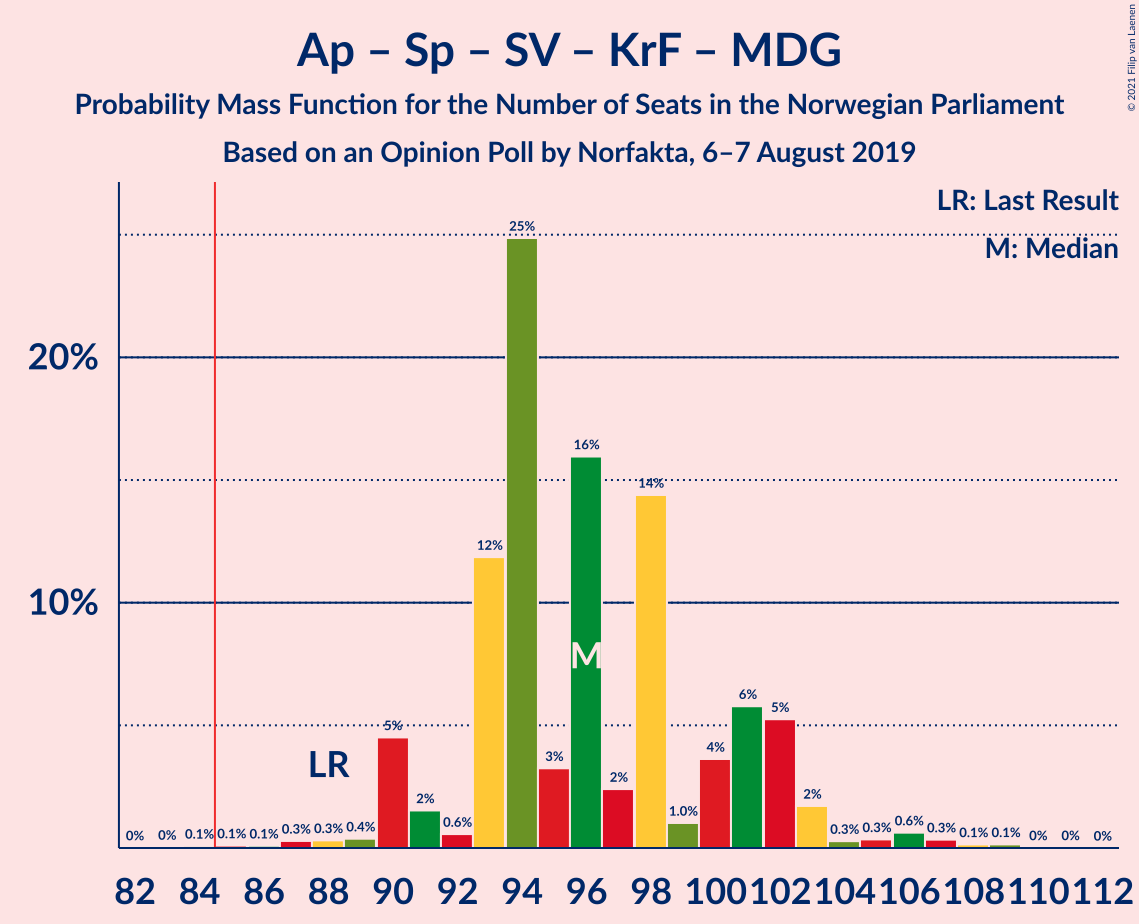 Ap – Sp – SV – KrF – MDG
Probability Mass Function for the Number of Seats in the Norwegian Parliament
Based on an Opinion Poll by Norfakta, 6–7 August 2019
© 2021 Filip van Laenen
LR: Last Result
M: Median
20%
10%
0% 0% 0.1% 0.1% 0.1% 0.3% 0.3% 0.4% 5% 2% 0.6% 12% 25% 3% 16% 2% 14% 1.0% 4% 6% 5% 2% 0.3% 0.3% 0.6% 0.3% 0.1% 0.1% 0% 0% 0%
LR
M
82 84 86 88 90 92 94 96 98 100 102 104 106 108 110 112